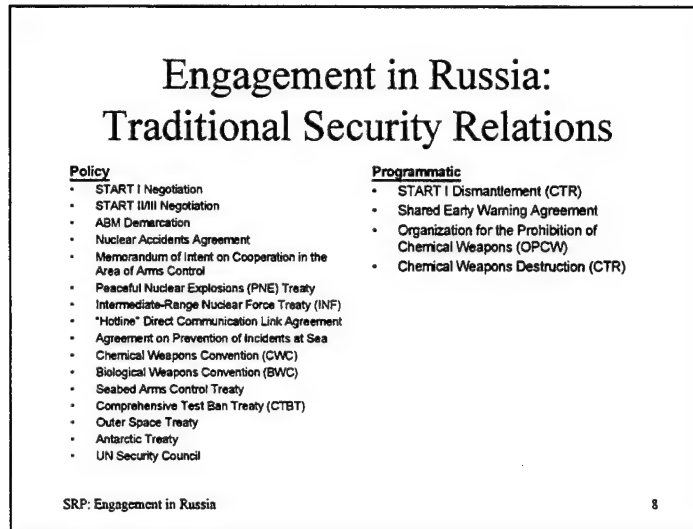 Engagement in Russia:
Traditional Security Relations
Policy
• START I Negotiation
• START II/III Negotiation
• ABM Demarcation
• Nuclear Accidents Agreement
• Memorandum of Intent on Cooperation in the
Area of Arms Control
• Peaceful Nuclear Explosions (PNE) Treaty
• Intermediate-Range Nuclear Force Treaty (INF)
• "Hotline" Direct Communication Link Agreement
• Agreement on Prevention of Incidents at Sea
• Chemical Weapons Convention (CWC)
• Biological Weapons Convention (BWC)
• Seabed Arms Control Treaty
• Comprehensive Test Ban Treaty (CTBT)
• Outer Space Treaty
• Antarctic Treaty
• UN Security Council
Programmatic
• START I Dismantlement (CTR)
• Shared Early Warning Agreement
• Organization for the Prohibition of
Chemical Weapons (OPCW)
• Chemical Weapons Destruction (CTR)
SRP: Engagement in Russia
8